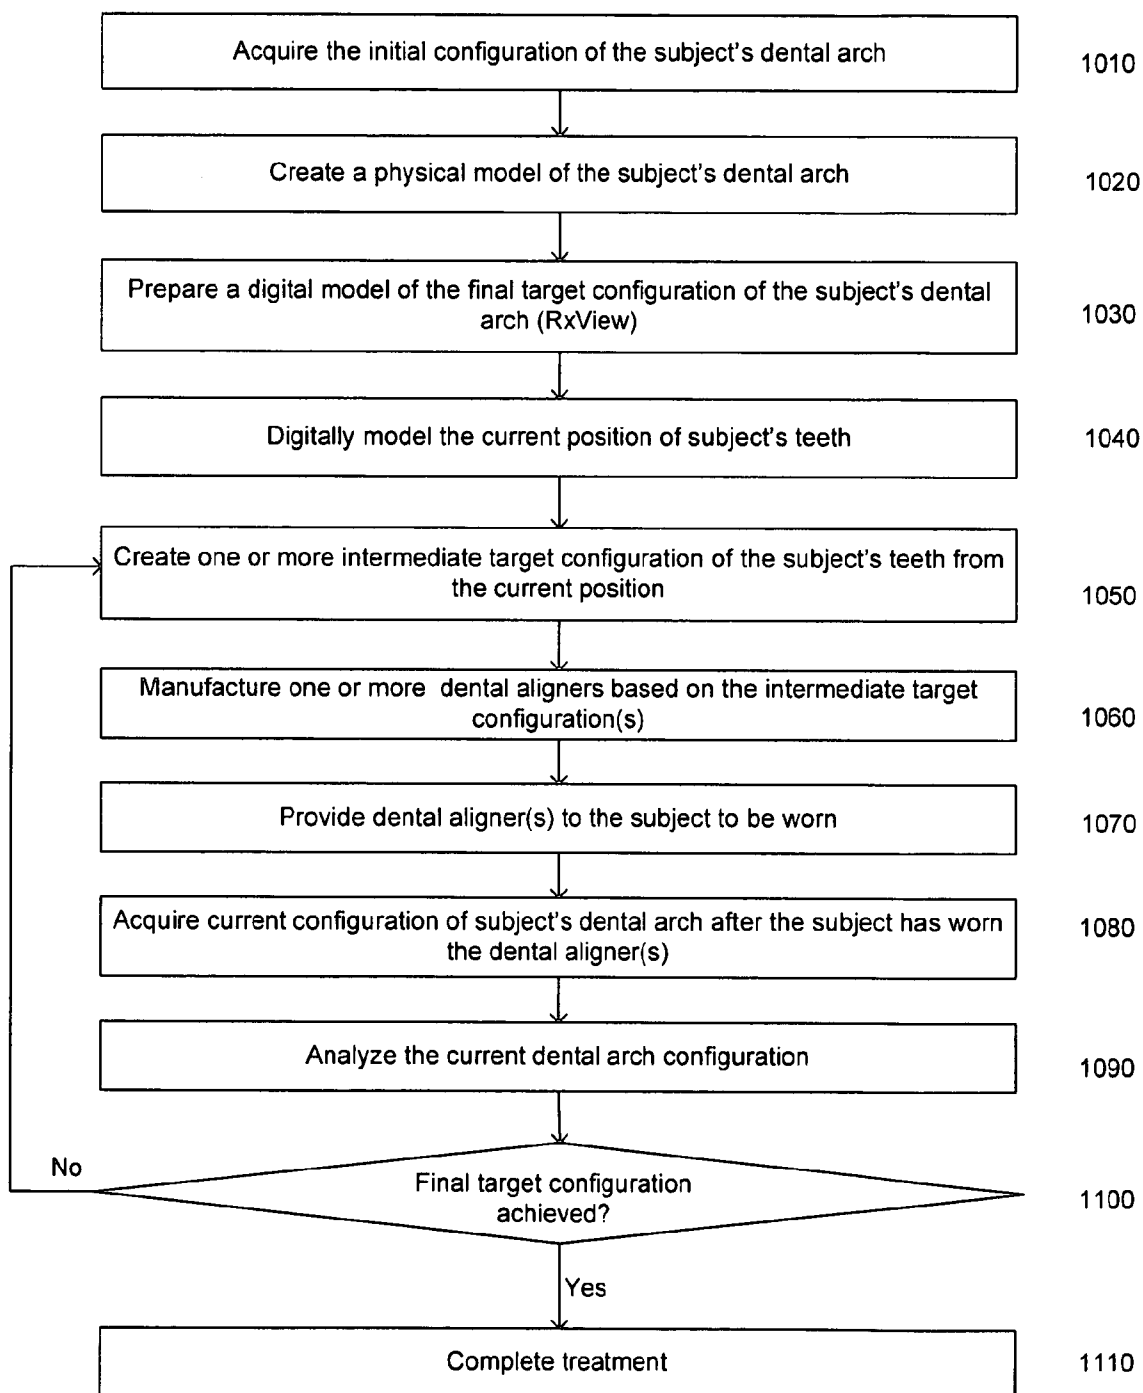 Acquire the initial configuration of the subject's dental arch
1010
Create a physical model of the subject's dental arch
1020
Prepare a digital model of the final target configuration of the subject's dental
arch (RxView)
1030
Digitally model the current position of subject's teeth
1040
Create one or more intermediate target configuration of the subject's teeth from
the current position
1050
Manufacture one or more dental aligners based on the intermediate target
configuration(s)
1060
Provide dental aligner(s) to the subject to be worn
1070
Acquire current configuration of subject's dental arch after the subject has worn
the dental aligner(s)
1080
Analyze the current dental arch configuration
1090
No
Final target configuration
achieved?
1100
Yes
Complete treatment
1110